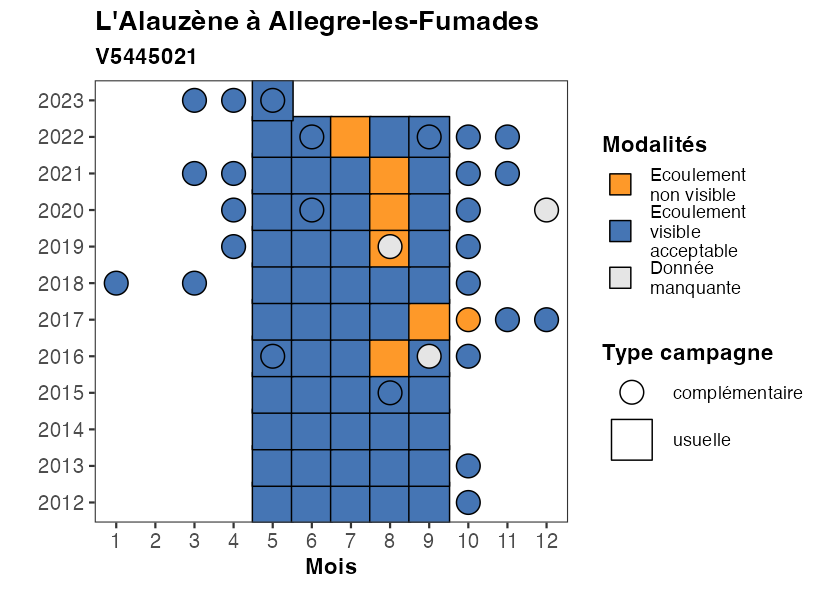 L'Alauzène à Allegre-les-Fumades
V5445021
2023
2022
2021
2020
2019
2018
2017
2016
2015
2014
2013
2012
1 2 3 4 5 6 7 8 9 10 11 12
Mois
Modalités
Ecoulement
non visible
Ecoulement
visible
acceptable
Donnée
manquante
Type campagne
complémentaire
usuelle